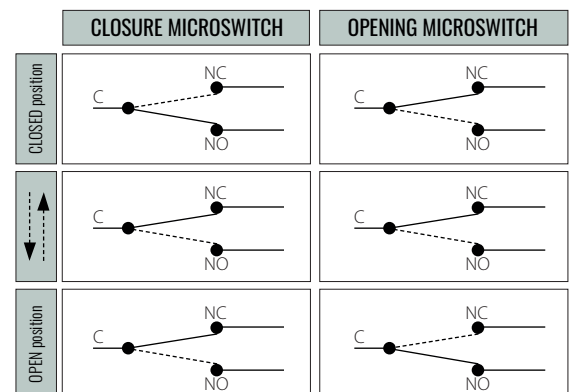 CLOSURE MICROSWITCH
OPENING MICROSWITCH
CLOSED position
C
NC
NO
C
NC
NO
C
NC
NO
C
NC
NO
OPEN position
C
NC
NO
C
NC
NO